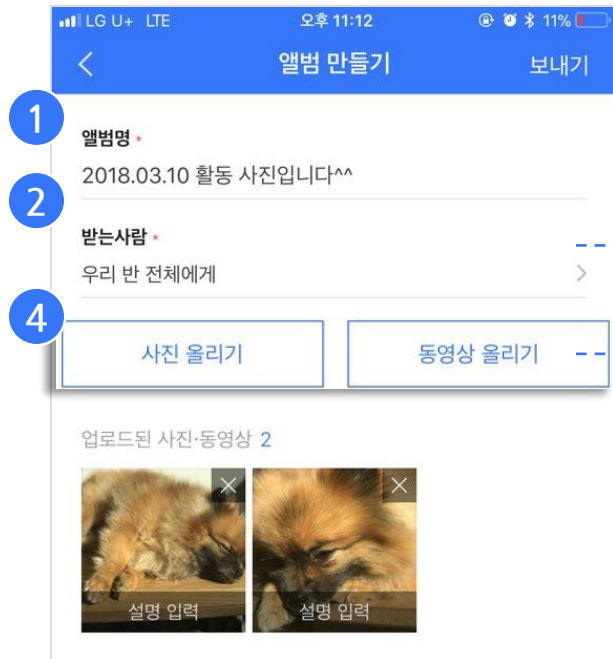 LG U+ LTE 오후 11:12 11%
앨범 만들기 보내기
1
앨범명 *
2018.03.10 활동 사진입니다^^
2
받는사람 *
우리 반 전체에게
4
사진 올리기 동영상 올리기
업로드된 사진·동영상 2
설명 입력 설명 입력